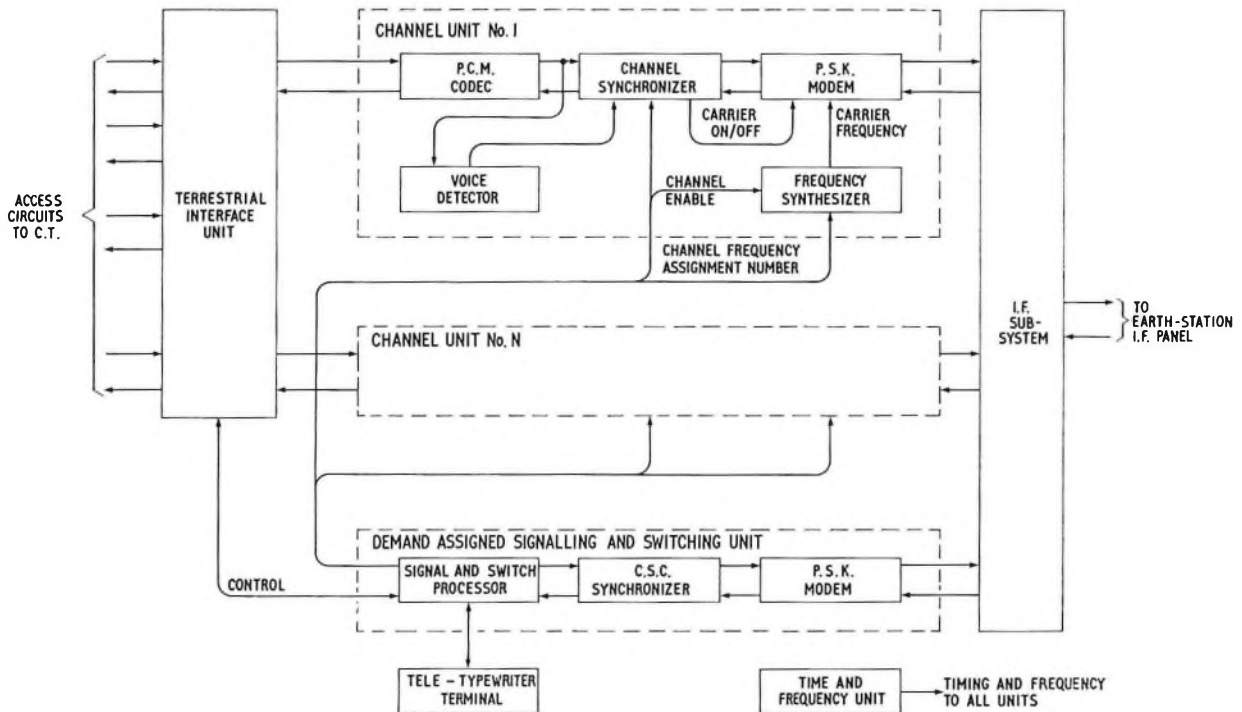 CHANNEL UNIT No. 1
P.C.M.
CODEC
CHANNEL
SYNCHRONIZER
P.S.K.
MODEM
CARRIER
ON/OFF
CARRIER
FREQUENCY
VOICE
DETECTOR
CHANNEL
ENABLE
FREQUENCY
SYNTHESIZER
CHANNEL FREQUENCY
ASSIGNMENT NUMBER
ACCESS
CIRCUITS
TO C.T.
TERRESTRIAL
INTERFACE
UNIT
I.F.
SUB-
SYSTEM
TO
EARTH-STATION
I.F. PANEL
CHANNEL UNIT No. N
DEMAND ASSIGNED SIGNALLING AND SWITCHING UNIT
CONTROL
SIGNAL AND SWITCH
PROCESSOR
C.S.C.
SYNCHRONIZER
P.S.K.
MODEM
TELE - TYPEWRITER
TERMINAL
TIME AND
FREQUENCY UNIT
TIMING AND FREQUENCY
TO ALL UNITS